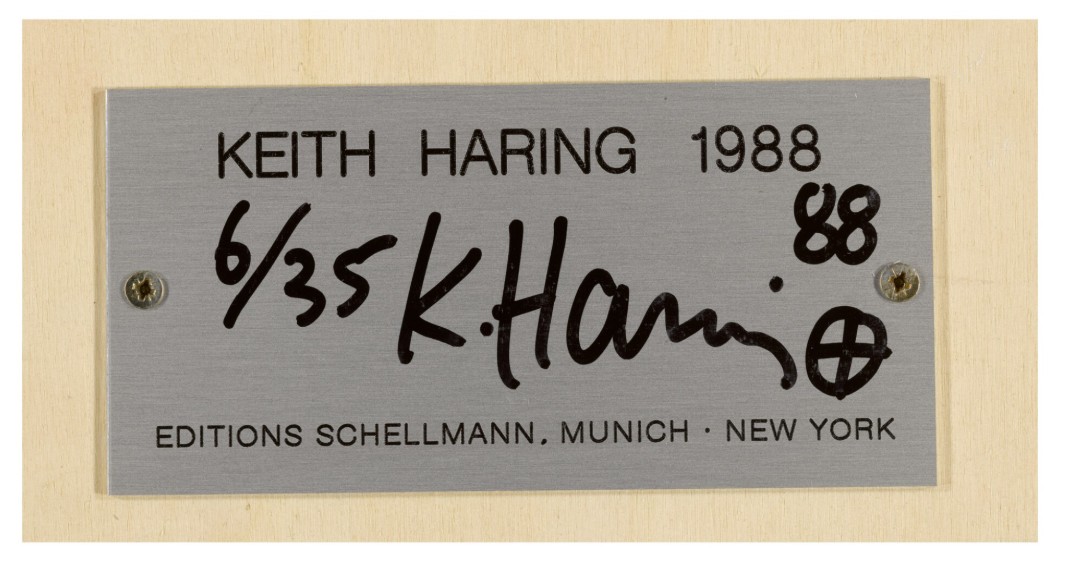 KEITH HARING 1988
88
6/35 K. Haring
EDITIONS SCHELLMANN, MUNICH · NEW YORK